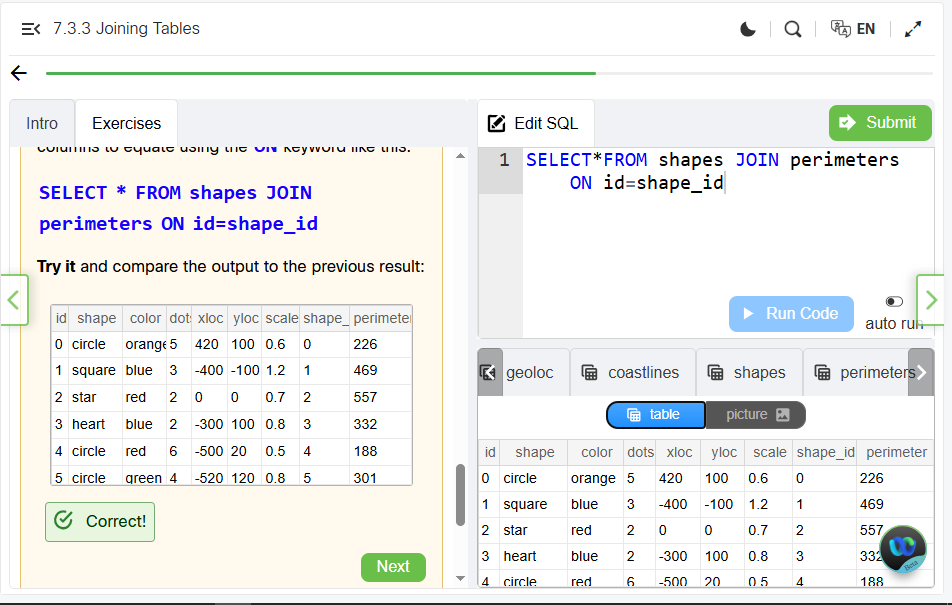 7.3.3 Joining Tables
EN
Intro
Exercises
columns to equate using the ON keyword like this:
SELECT * FROM shapes JOIN
perimeters ON id=shape_id
Try it and compare the output to the previous result:
id shape color dots xloc yloc scale shape_ perimeter
0 circle orange 5 420 100 0.6 0 226
1 square blue 3 -400 -100 1.2 1 469
2 star red 2 0 0 0.7 2 557
3 heart blue 2 -300 100 0.8 3 332
4 circle red 6 -500 20 0.5 4 188
5 circle green 4 -520 120 0.8 5 301
Correct!
Next
Edit SQL
Submit
1 SELECT*FROM shapes JOIN perimeters
ON id=shape_id
Run Code
auto run
geoloc
coastlines
shapes
perimeters
table
picture
id shape color dots xloc yloc scale shape_id perimeter
0 circle orange 5 420 100 0.6 0 226
1 square blue 3 -400 -100 1.2 1 469
2 star red 2 0 0 0.7 2 557
3 heart blue 2 -300 100 0.8 3 332
4 circle red 6 -500 20 0.5 4 188
Beta